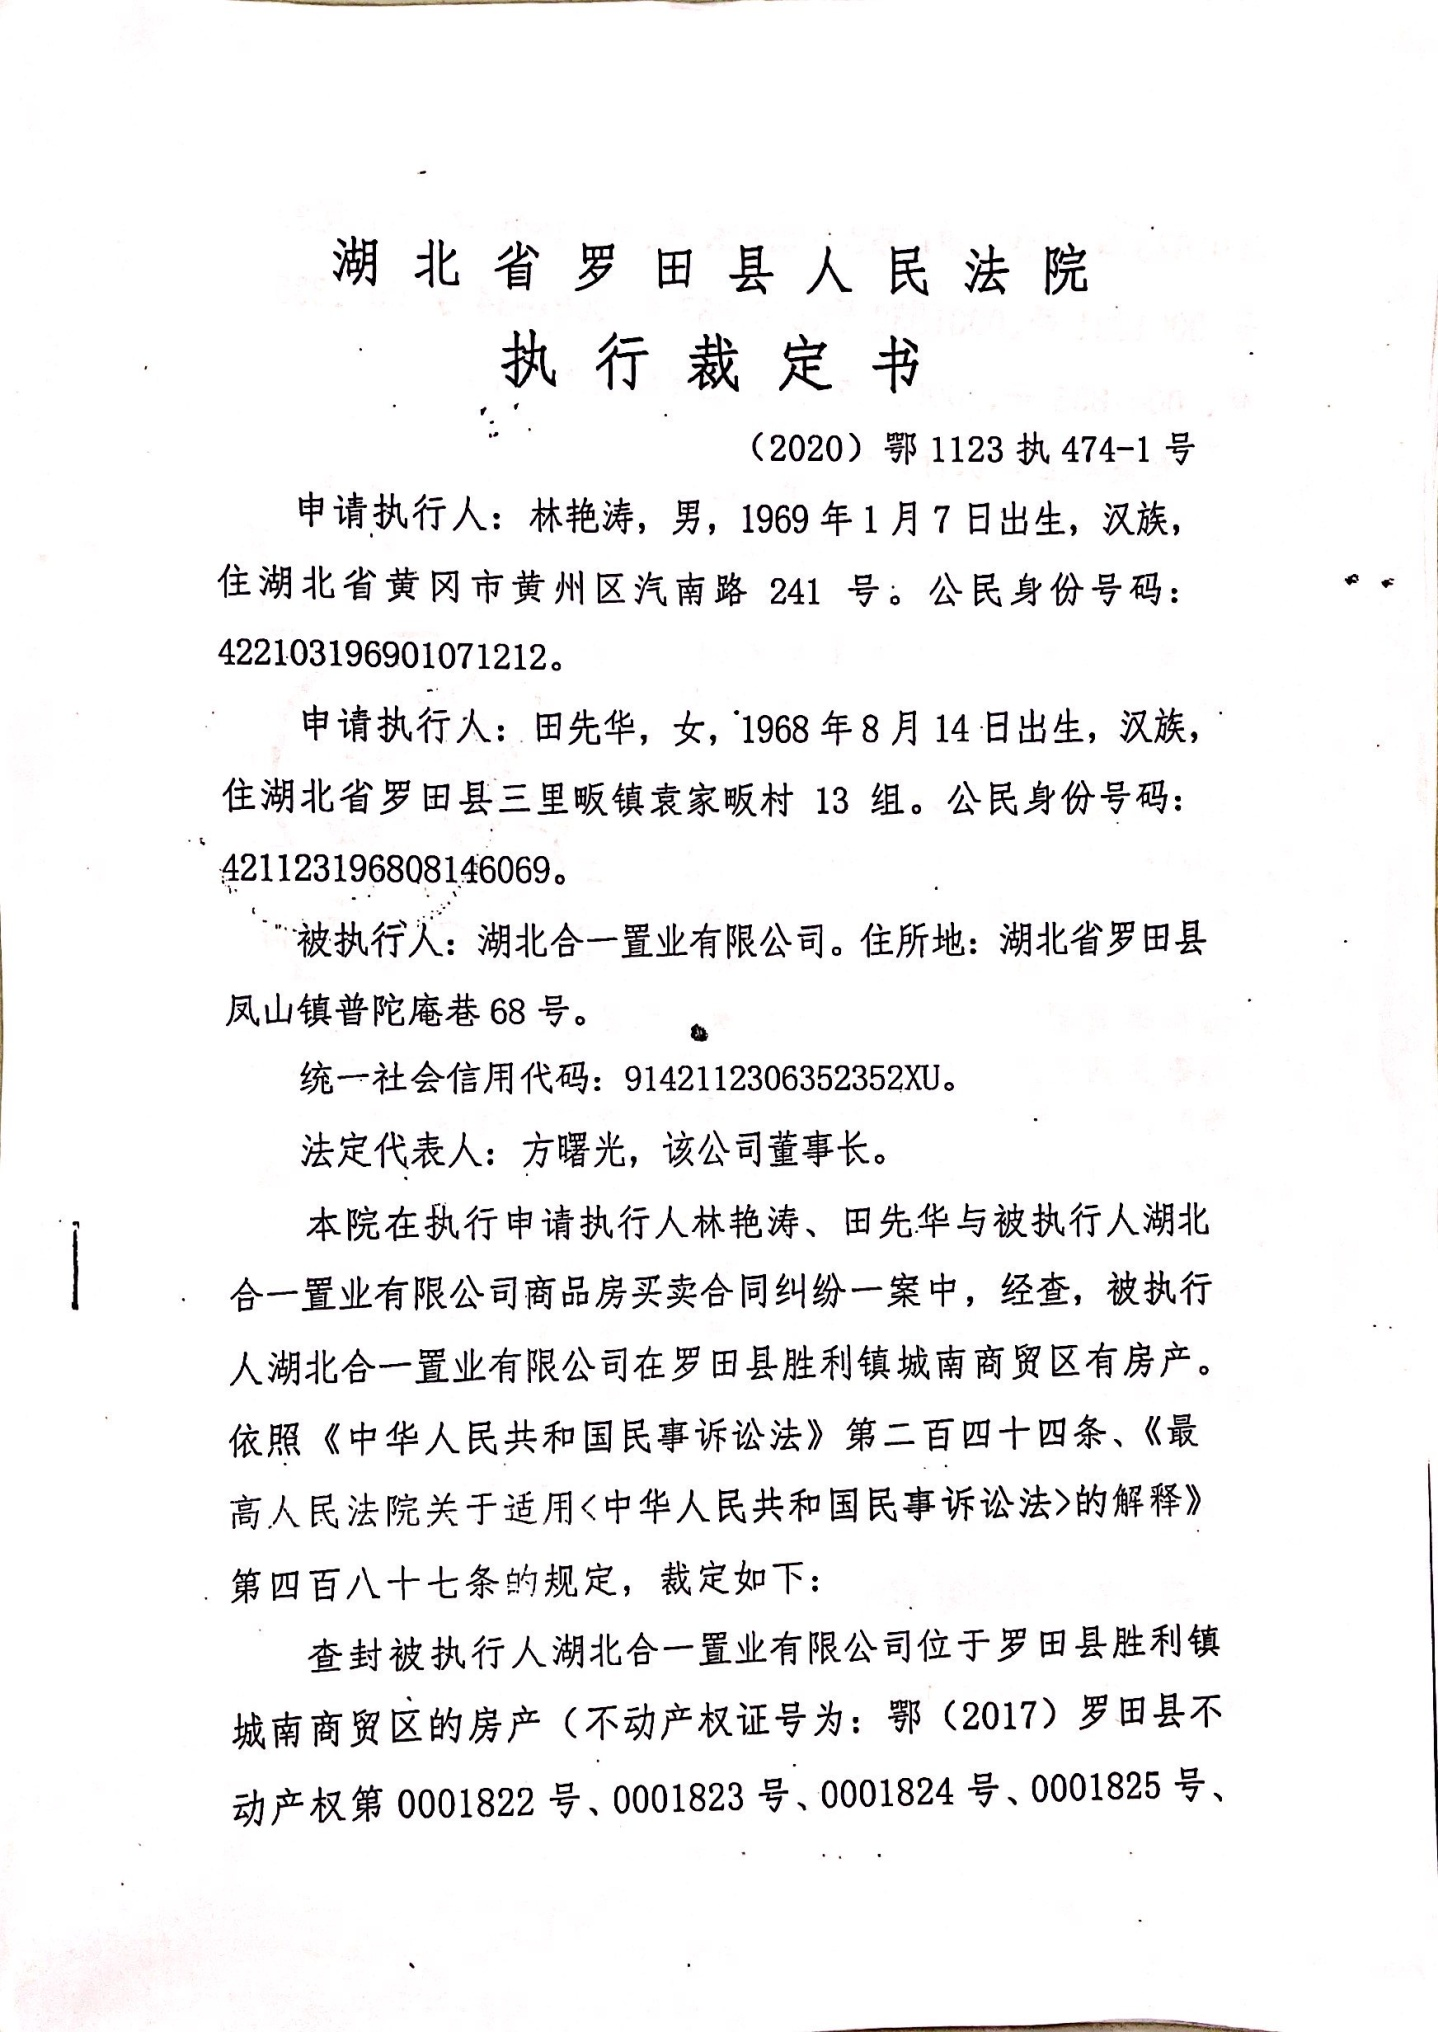 湖北省罗田县人民法院
执行裁定书
（2020）鄂1123执474-1号
申请执行人：林艳涛，男，1969年1月7日出生，汉族，
住湖北省黄冈市黄州区汽南路 241 号。公民身份号码：
422103196901071212。
申请执行人：田先华，女，1968年8月14日出生，汉族，
住湖北省罗田县三里畈镇袁家畈村 13 组。公民身份号码：
421123196808146069。
被执行人：湖北合一置业有限公司。住所地：湖北省罗田县
凤山镇普陀庵巷68号。
统一社会信用代码：9142112306352352XU。
法定代表人：方曙光，该公司董事长。
本院在执行申请执行人林艳涛、田先华与被执行人湖北
合一置业有限公司商品房买卖合同纠纷一案中，经查，被执行
人湖北合一置业有限公司在罗田县胜利镇城南商贸区有房产。
依照《中华人民共和国民事诉讼法》第二百四十四条、《最
高人民法院关于适用<中华人民共和国民事诉讼法>的解释》
第四百八十七条的规定，裁定如下：
查封被执行人湖北合一置业有限公司位于罗田县胜利镇
城南商贸区的房产（不动产权证号为：鄂（2017）罗田县不
动产权第0001822号、0001823号、0001824号、0001825号、